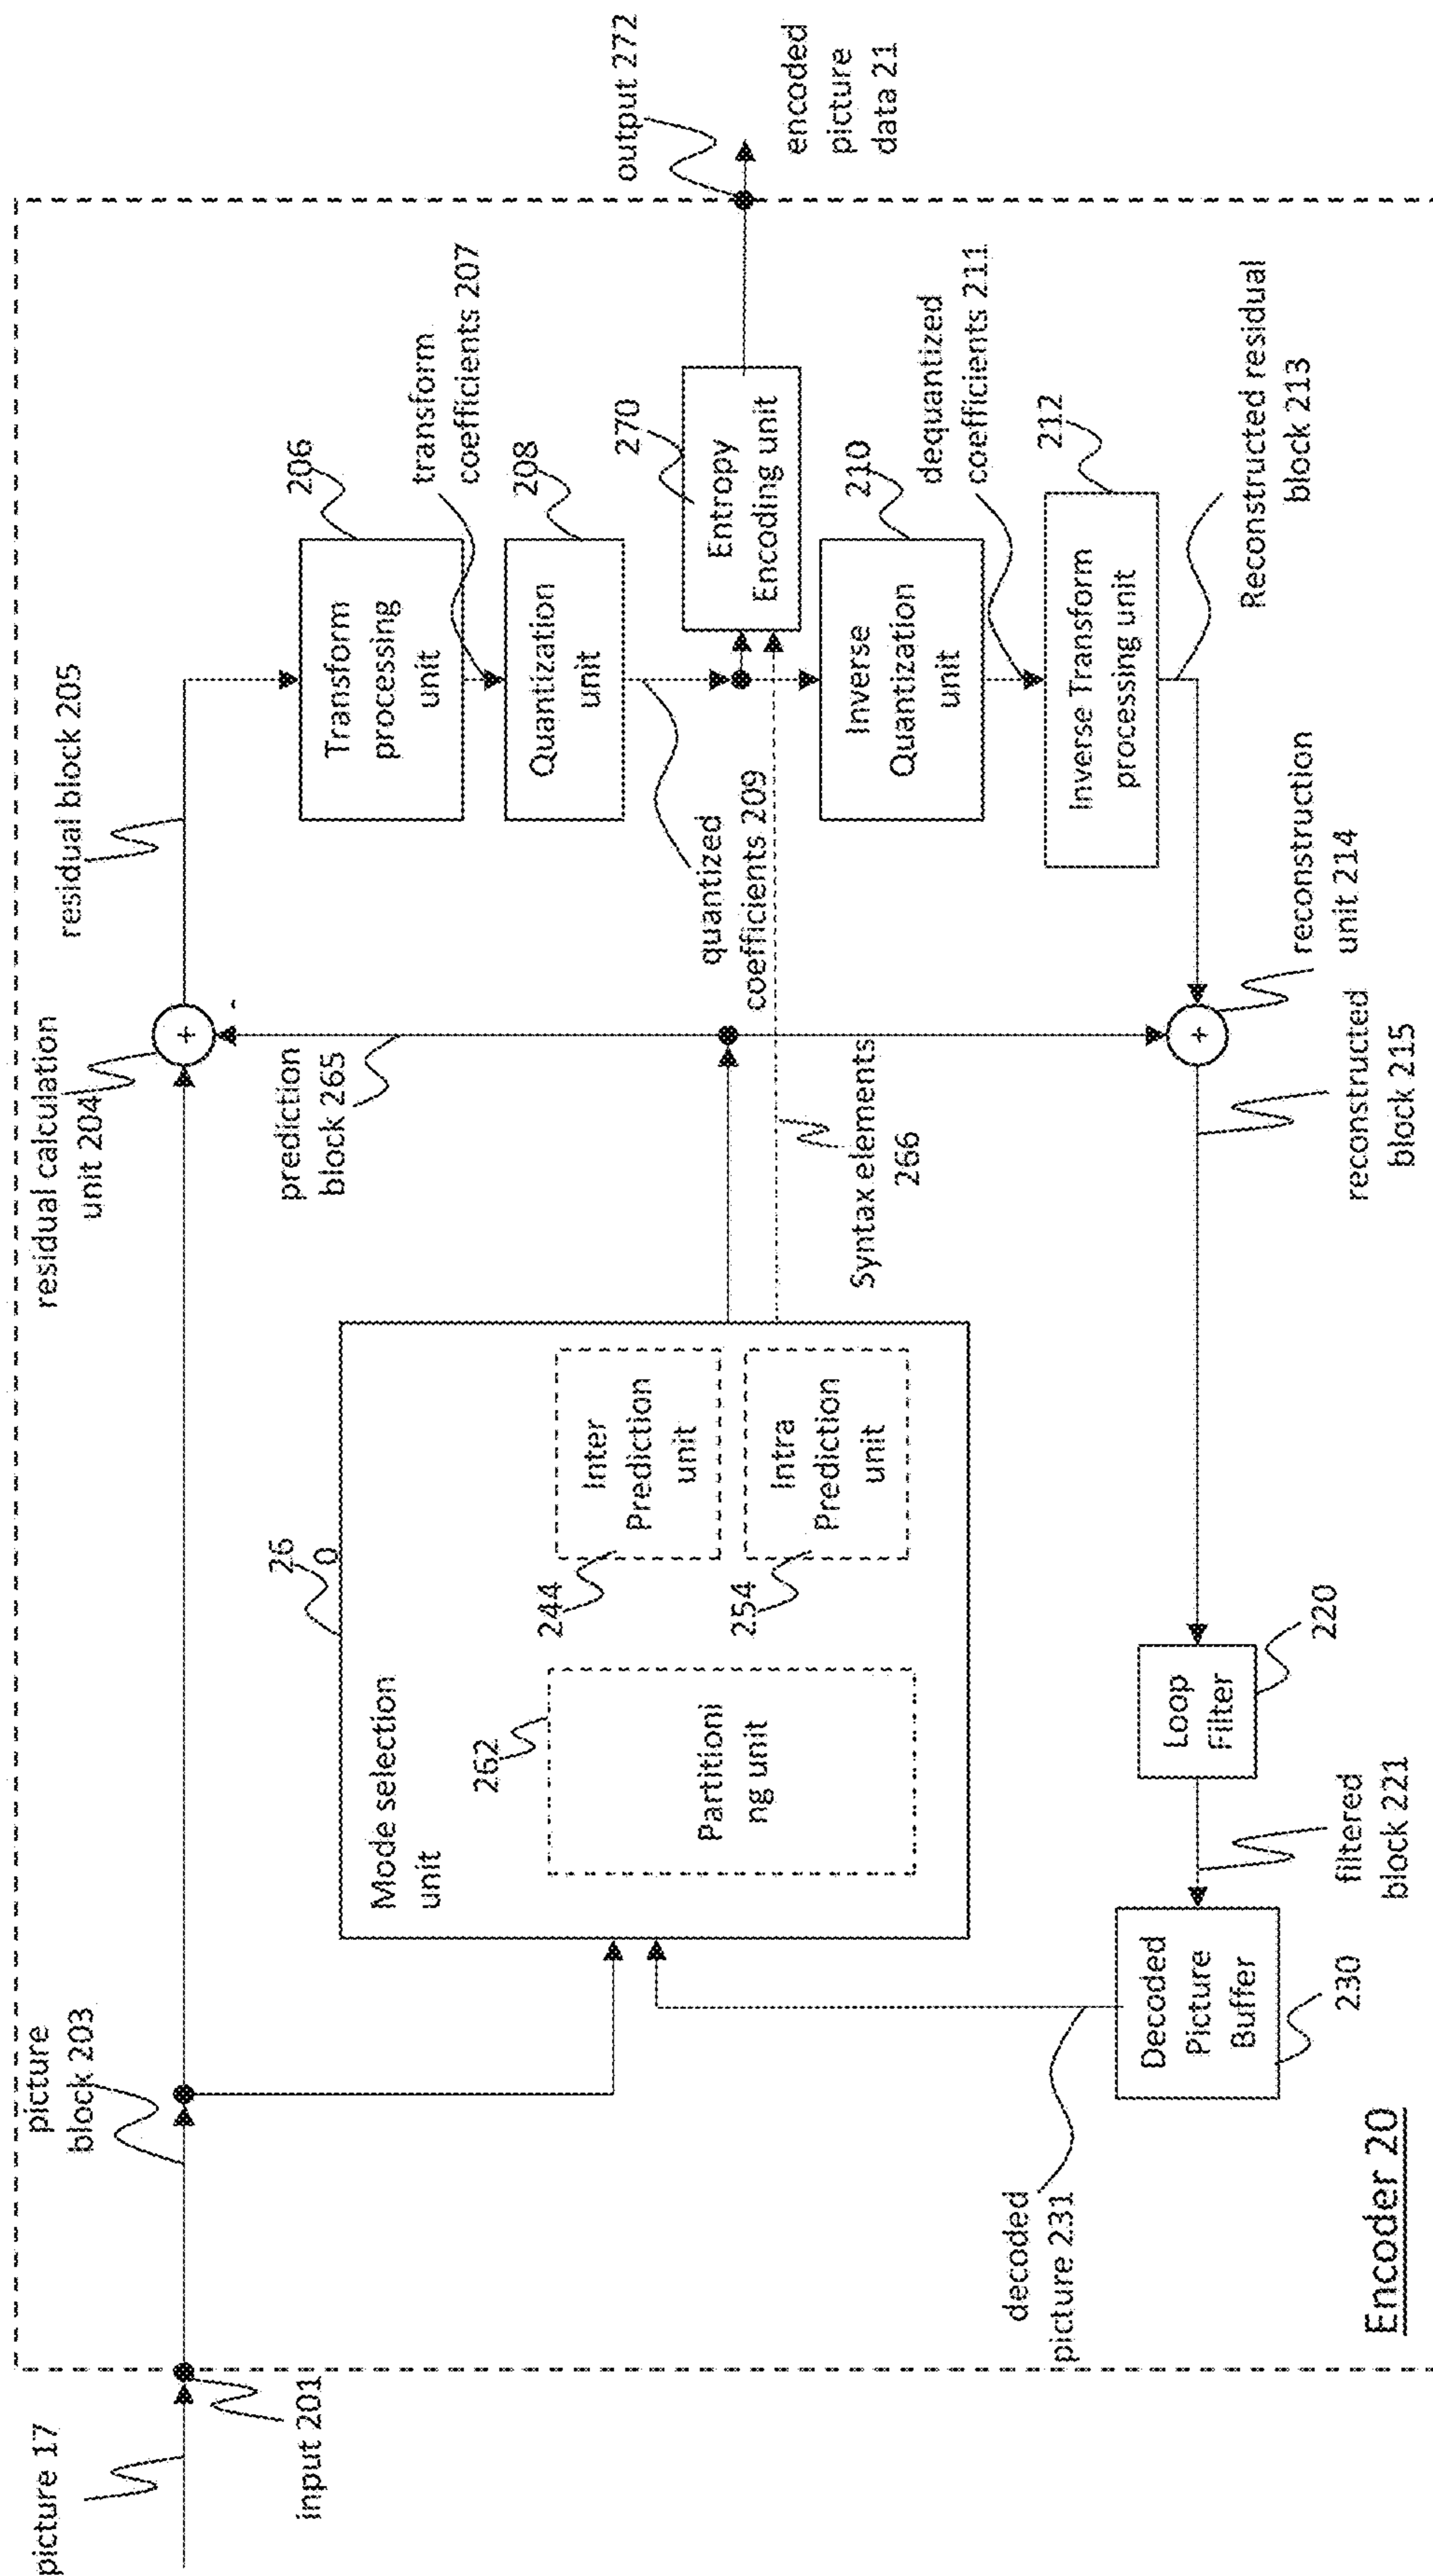 picture 17
input 201
picture
block 203
residual calculation
unit 204
residual block 205
prediction
block 265
206
Transform
processing
unit
transform
coefficients 207
208
Quantization
unit
quantized
coefficients 209
270
Entropy
Encoding unit
output 272
encoded
picture
data 21
Mode selection
unit
26
0
262
Partitioni
ng unit
244
Inter
Prediction
unit
254
Intra
Prediction
unit
Syntax elements
266
210
Inverse
Quantization
unit
dequantized
coefficients 211
212
Inverse Transform
processing unit
Reconstructed residual
block 213
+
-
+
reconstruction
unit 214
reconstructed
block 215
Loop
Filter
220
filtered
block 221
Decoded
Picture
Buffer
230
decoded
picture 231
Encoder 20